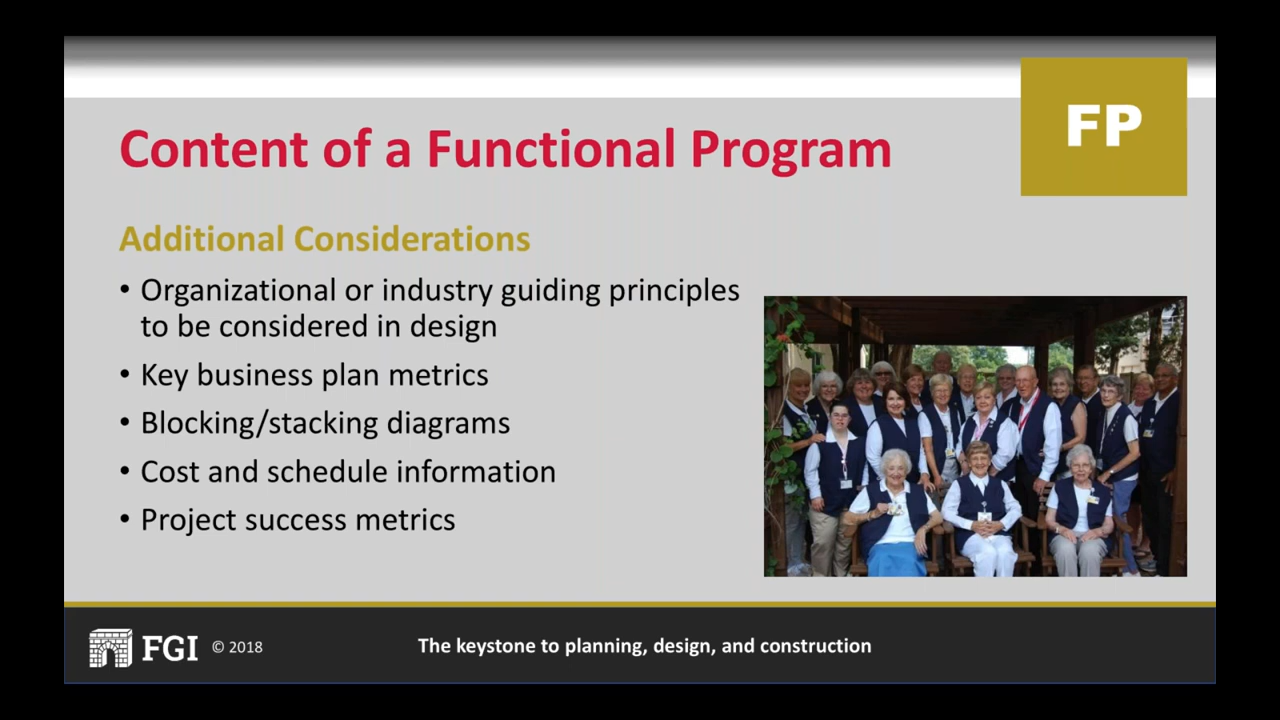 FP
Content of a Functional Program
Additional Considerations
• Organizational or industry guiding principles
to be considered in design
• Key business plan metrics
• Blocking/stacking diagrams
• Cost and schedule information
• Project success metrics
FGI © 2018
The keystone to planning, design, and construction